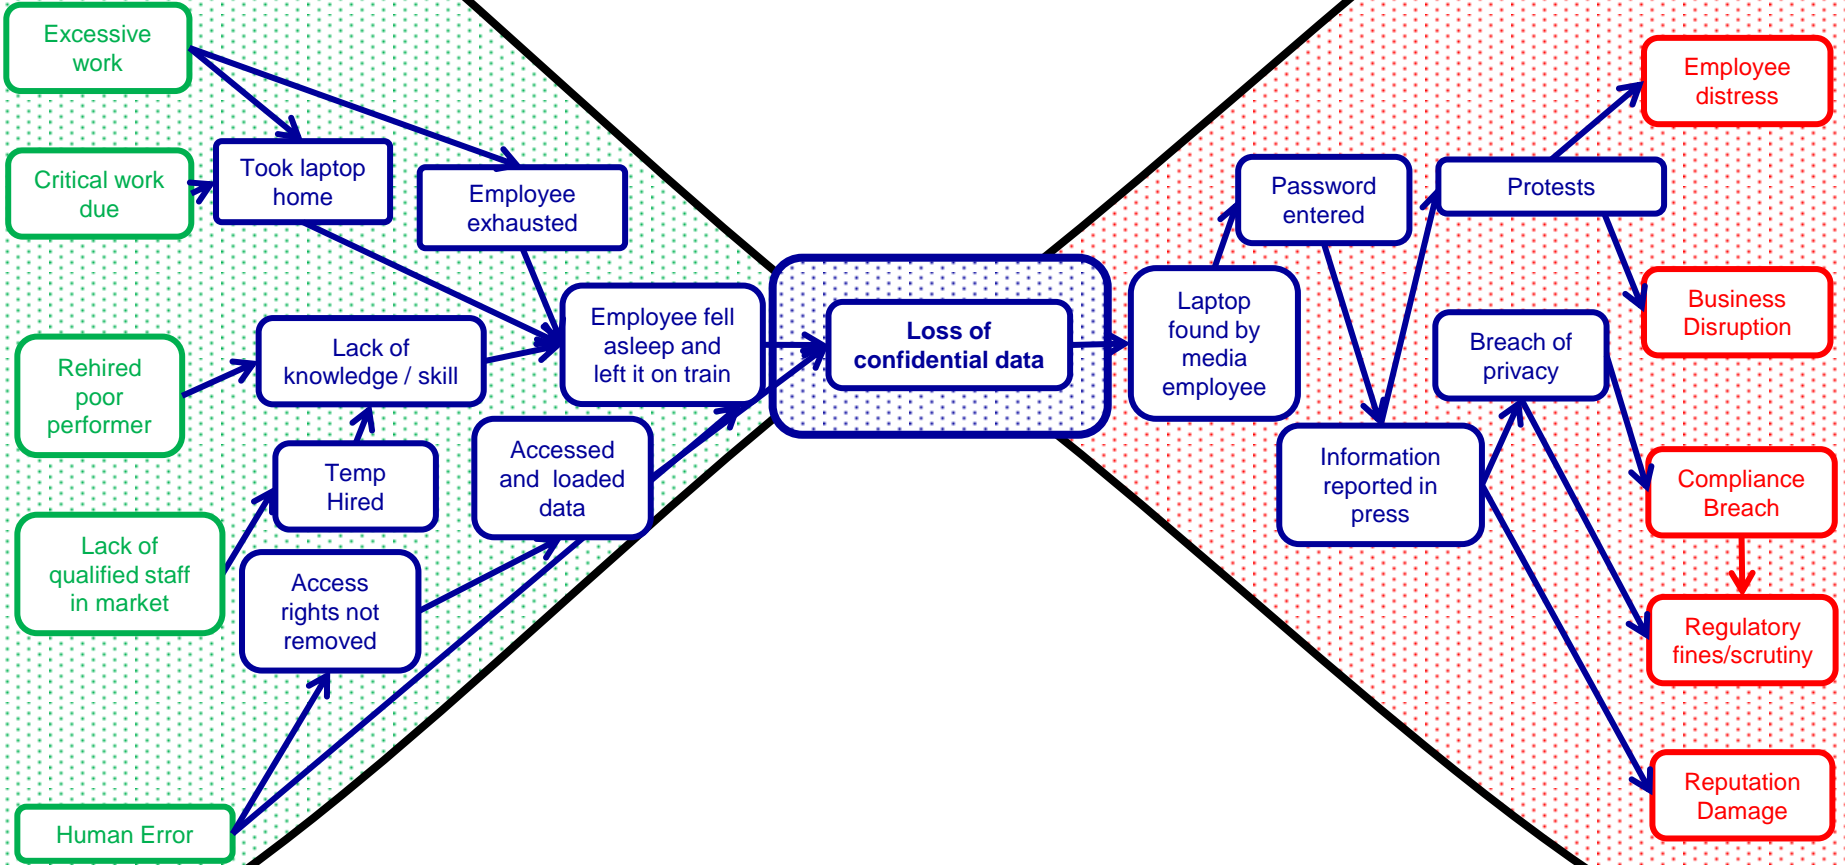 Excessive
work
Critical work
due
Took laptop
home
Employee
exhausted
Rehired
poor
performer
Lack of
knowledge / skill
Employee fell
asleep and
left it on train
Temp
Hired
Accessed
and loaded
data
Lack of
qualified staff
in market
Access
rights not
removed
Human Error
Loss of
confidential data
Laptop
found by
media
employee
Password
entered
Information
reported in
press
Protests
Breach of
privacy
Employee
distress
Business
Disruption
Compliance
Breach
Regulatory
fines/scrutiny
Reputation
Damage